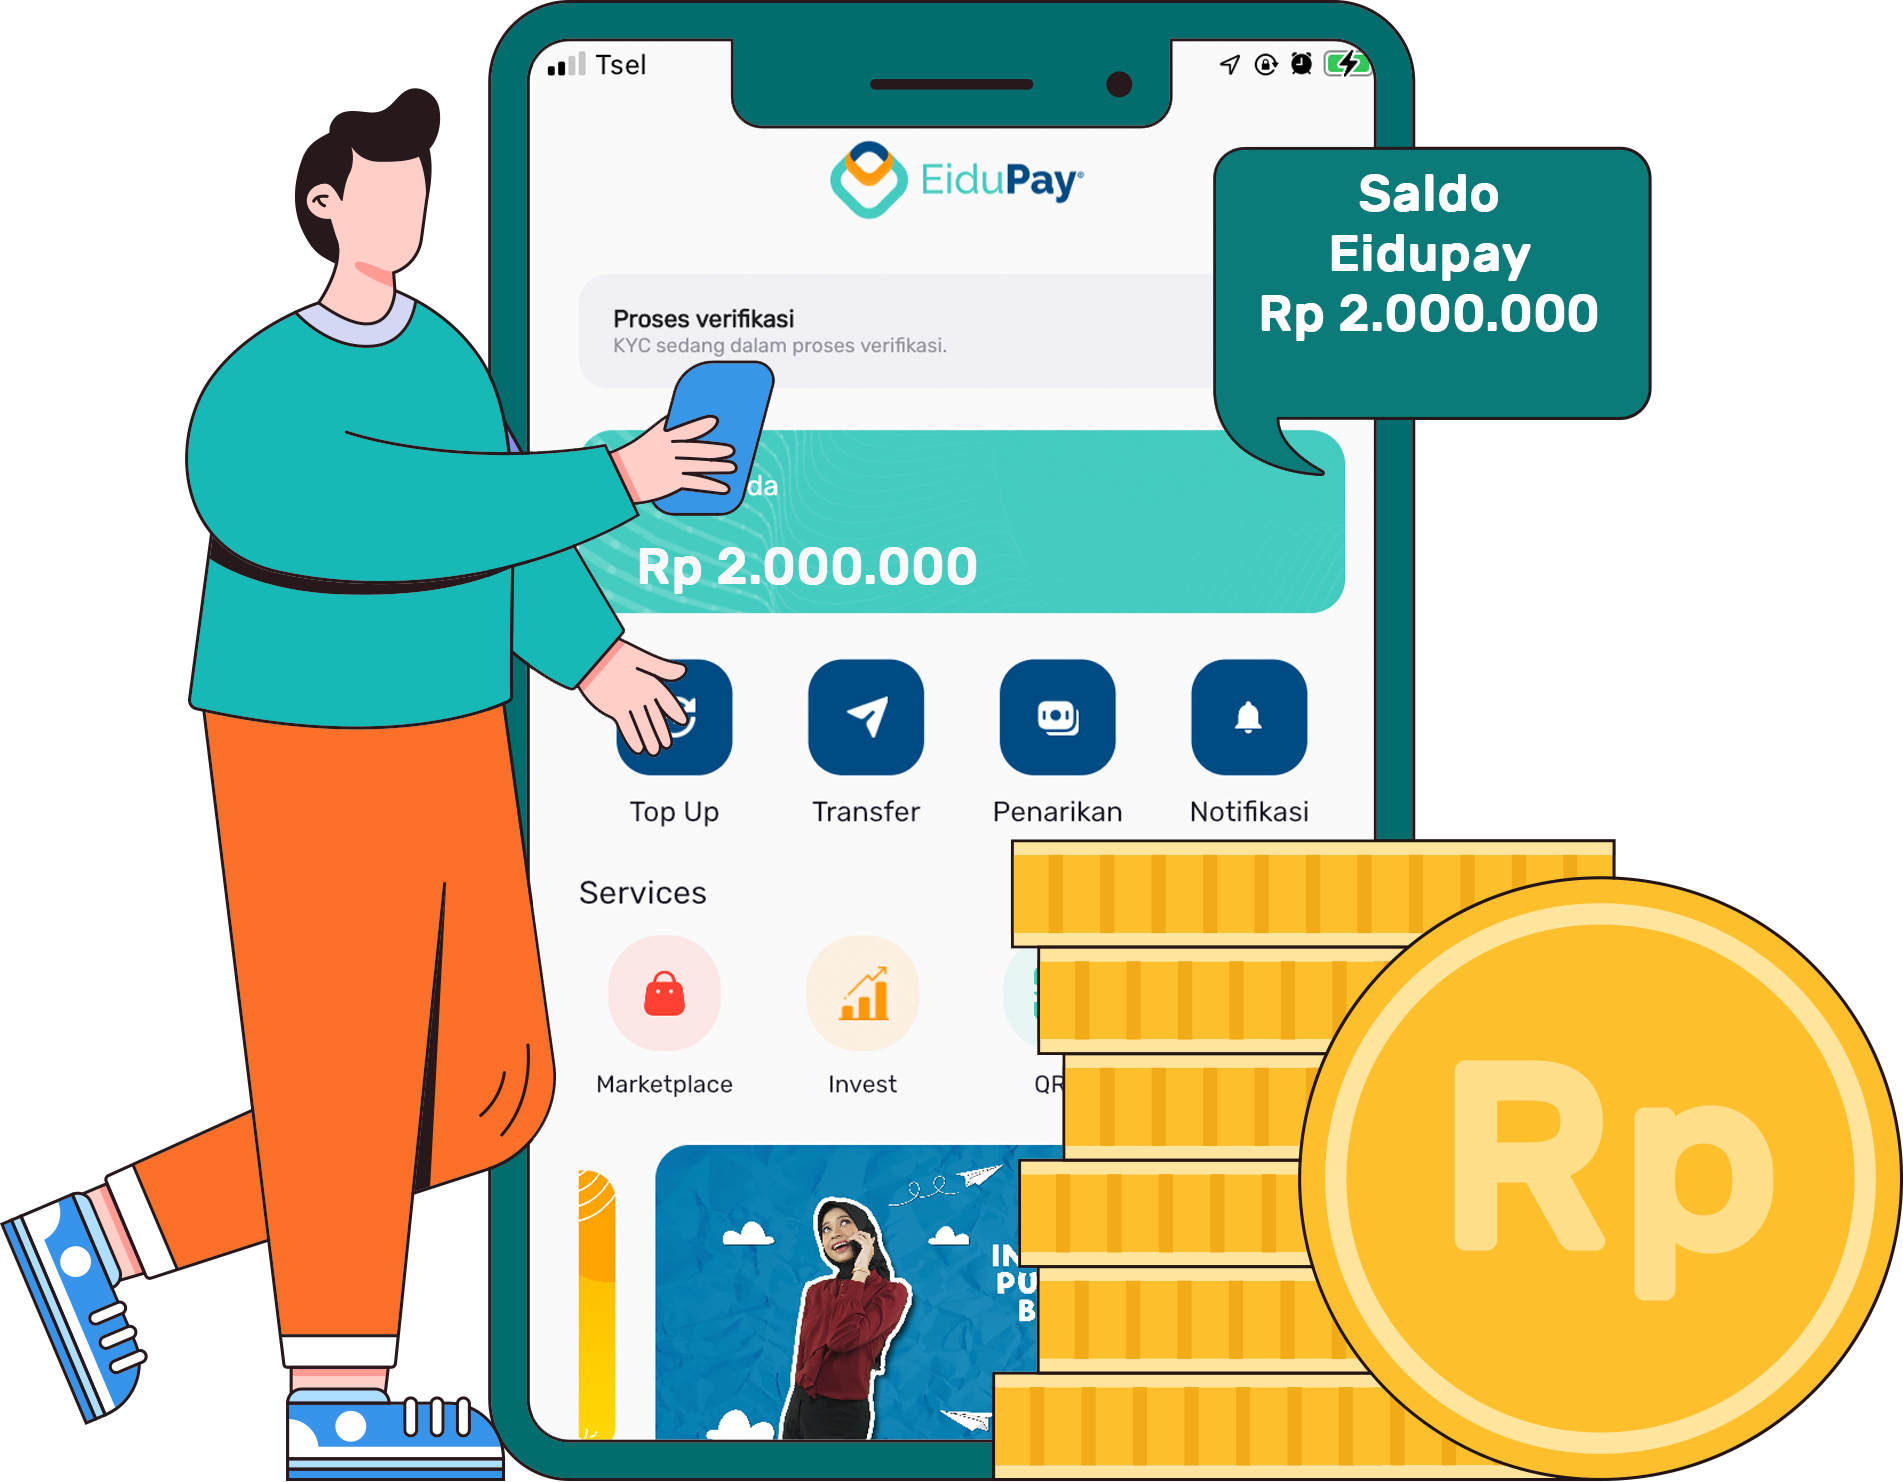 Tsel
EiduPay®
Saldo
Eidupay
Rp 2.000.000
Proses verifikasi
KYC sedang dalam proses verifikasi.
da
Rp 2.000.000
Top Up
Transfer
Penarikan
Notifikasi
Services
Marketplace
Invest
QR
IN
PU
B
Rp